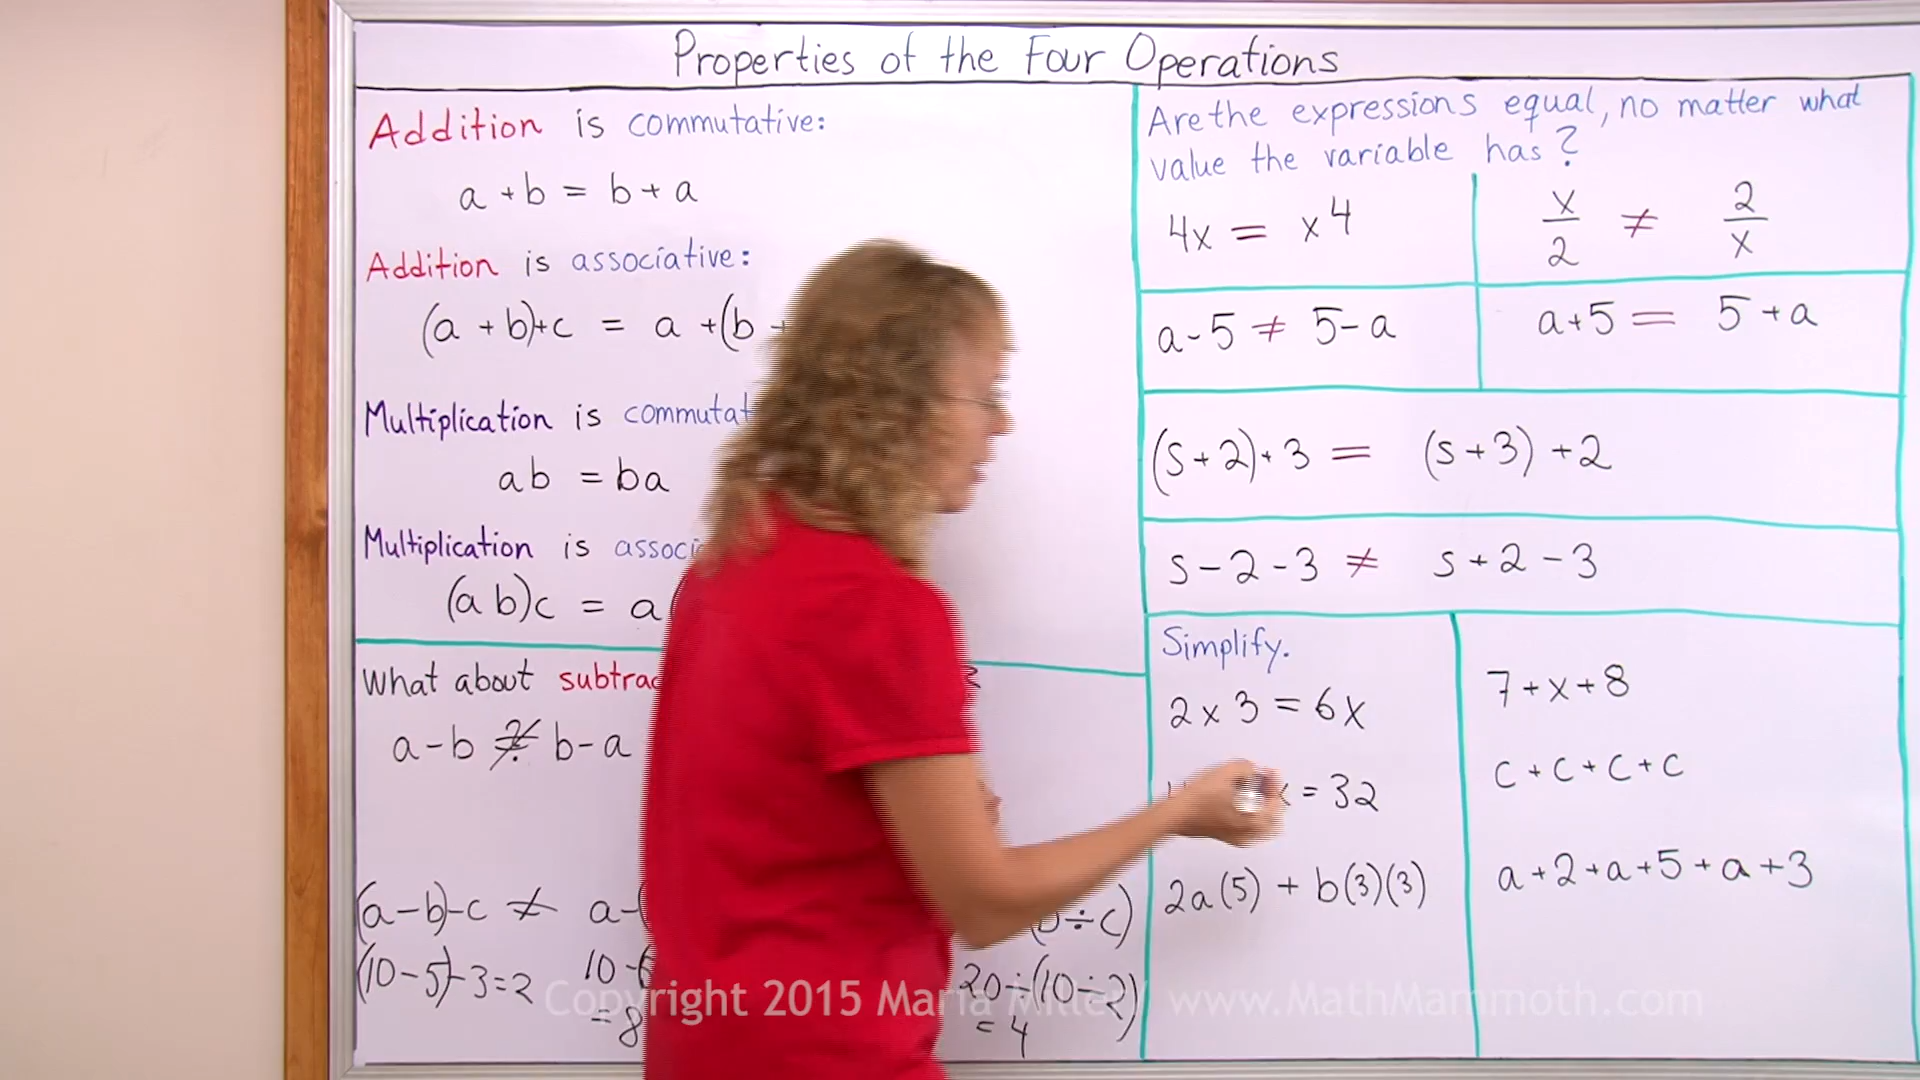 Properties of the Four Operations
Addition is commutative:
a + b = b + a
Addition is associative:
(a + b)+c = a +(b +
Multiplication is commutat
ab = ba
Multiplication is associ
(ab)c = a(
What about subtrac
a - b ≠ b - a
(a-b)-c ≠ a-(
(10-5)-3=2 10-(
=8
÷c)
20÷(10÷2)
= 4
Are the expressions equal, no matter what
value the variable has?
4x = x4
x/2 ≠ 2/x
a-5 ≠ 5-a
a+5 = 5+a
(s+2)+3 = (s+3)+2
s-2-3 ≠ s+2-3
Simplify.
2x3 = 6x
= 32
2a(5) + b(3)(3)
7+x+8
c+c+c+c
a+2+a+5+a+3
Copyright 2015 Maria Miller / www.MathMammoth.com